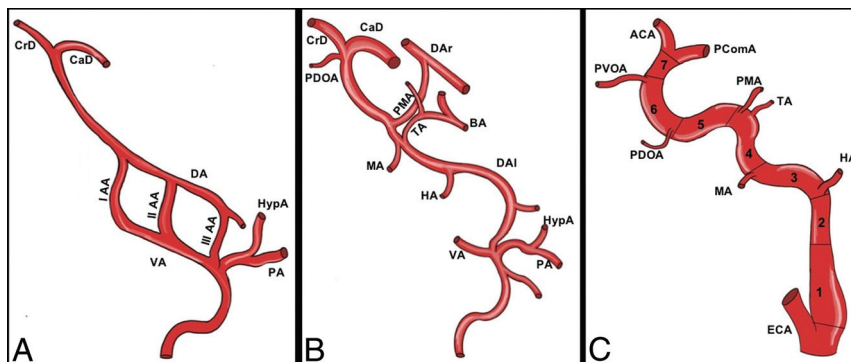 CrD
CaD
I AA
II AA
DA
III AA
VA
HypA
PA
A
CrD
CaD
PDOA
DAr
PMA
TA
BA
MA
HA
DAI
VA
HypA
PA
B
ACA
PComA
7
PVOA
6
PMA
TA
5
PDOA
4
MA
3
HA
2
1
ECA
C